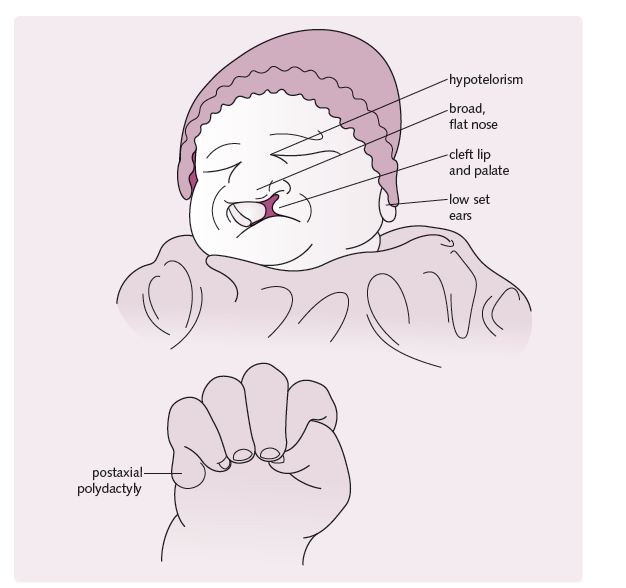 hypotelorism
broad,
flat nose
cleft lip
and palate
low set
ears
postaxial
polydactyly